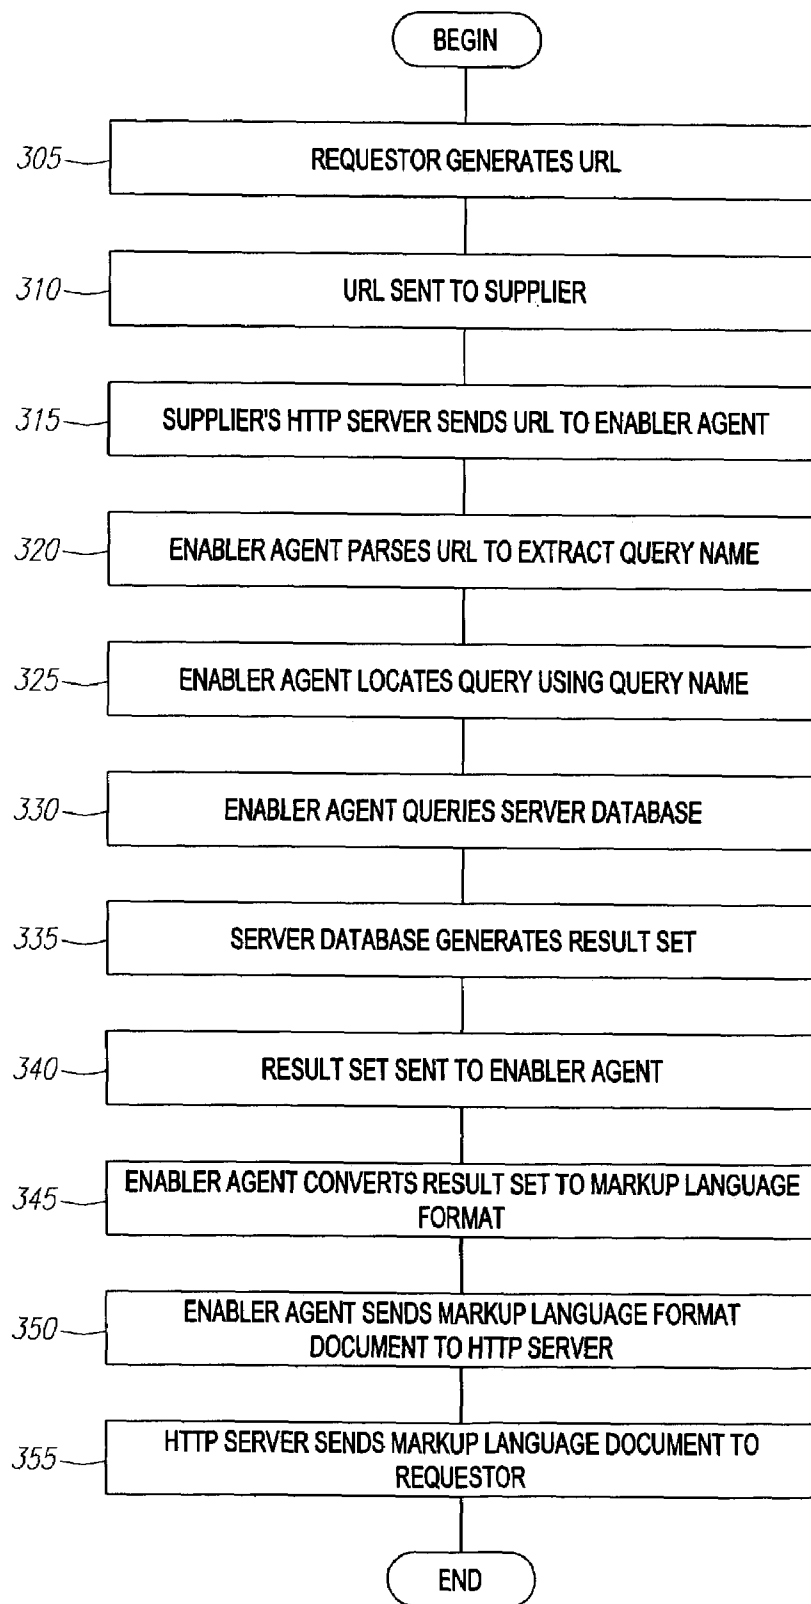 BEGIN
305
REQUESTOR GENERATES URL
310
URL SENT TO SUPPLIER
315
SUPPLIER'S HTTP SERVER SENDS URL TO ENABLER AGENT
320
ENABLER AGENT PARSES URL TO EXTRACT QUERY NAME
325
ENABLER AGENT LOCATES QUERY USING QUERY NAME
330
ENABLER AGENT QUERIES SERVER DATABASE
335
SERVER DATABASE GENERATES RESULT SET
340
RESULT SET SENT TO ENABLER AGENT
345
ENABLER AGENT CONVERTS RESULT SET TO MARKUP LANGUAGE
FORMAT
350
ENABLER AGENT SENDS MARKUP LANGUAGE FORMAT
DOCUMENT TO HTTP SERVER
355
HTTP SERVER SENDS MARKUP LANGUAGE DOCUMENT TO
REQUESTOR
END